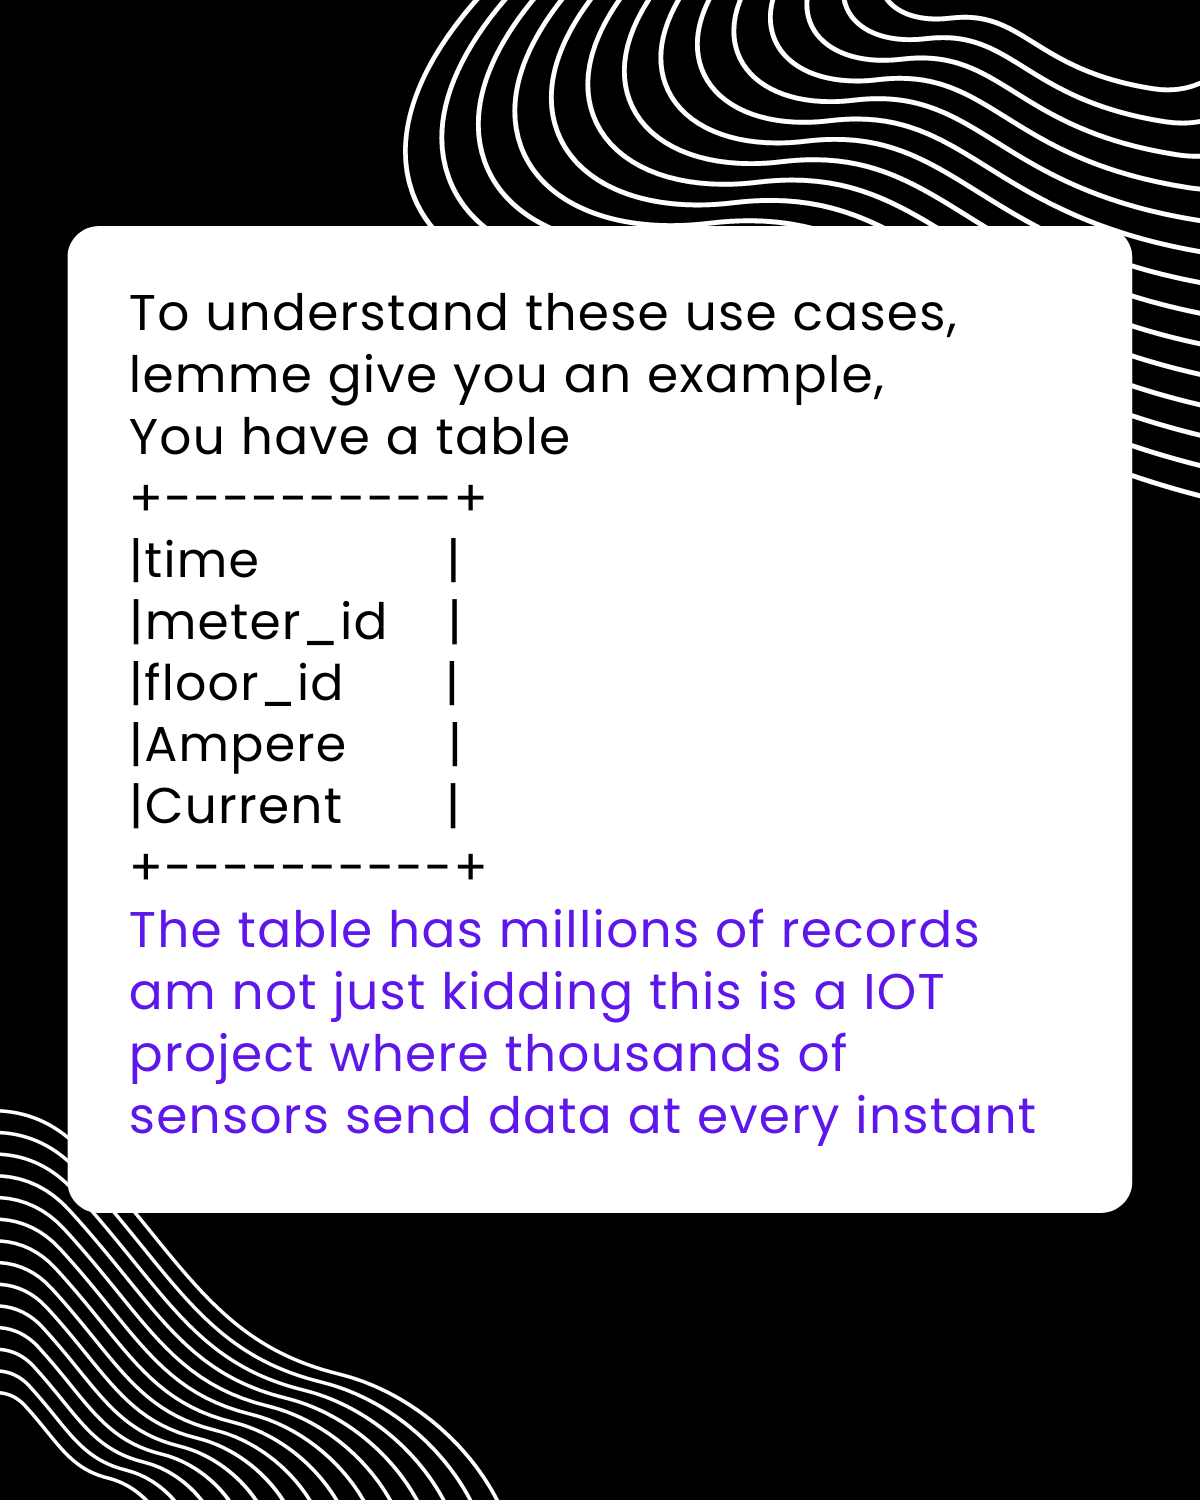 To understand these use cases,
lemme give you an example,
You have a table
+----------+
|time |
|meter_id |
|floor_id |
|Ampere |
|Current |
+----------+
The table has millions of records
am not just kidding this is a IOT
project where thousands of
sensors send data at every instant